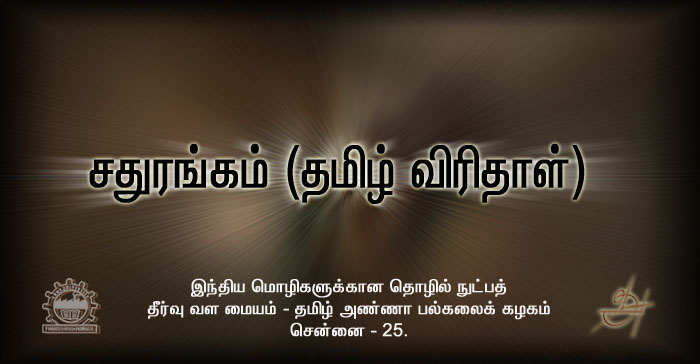 சதுரங்கம் (தமிழ் விரிதாள்)
இந்திய மொழிகளுக்கான தொழில் நுட்பத்
தீர்வு வள மையம் - தமிழ் அண்ணா பல்கலைக் கழகம்
சென்னை - 25.